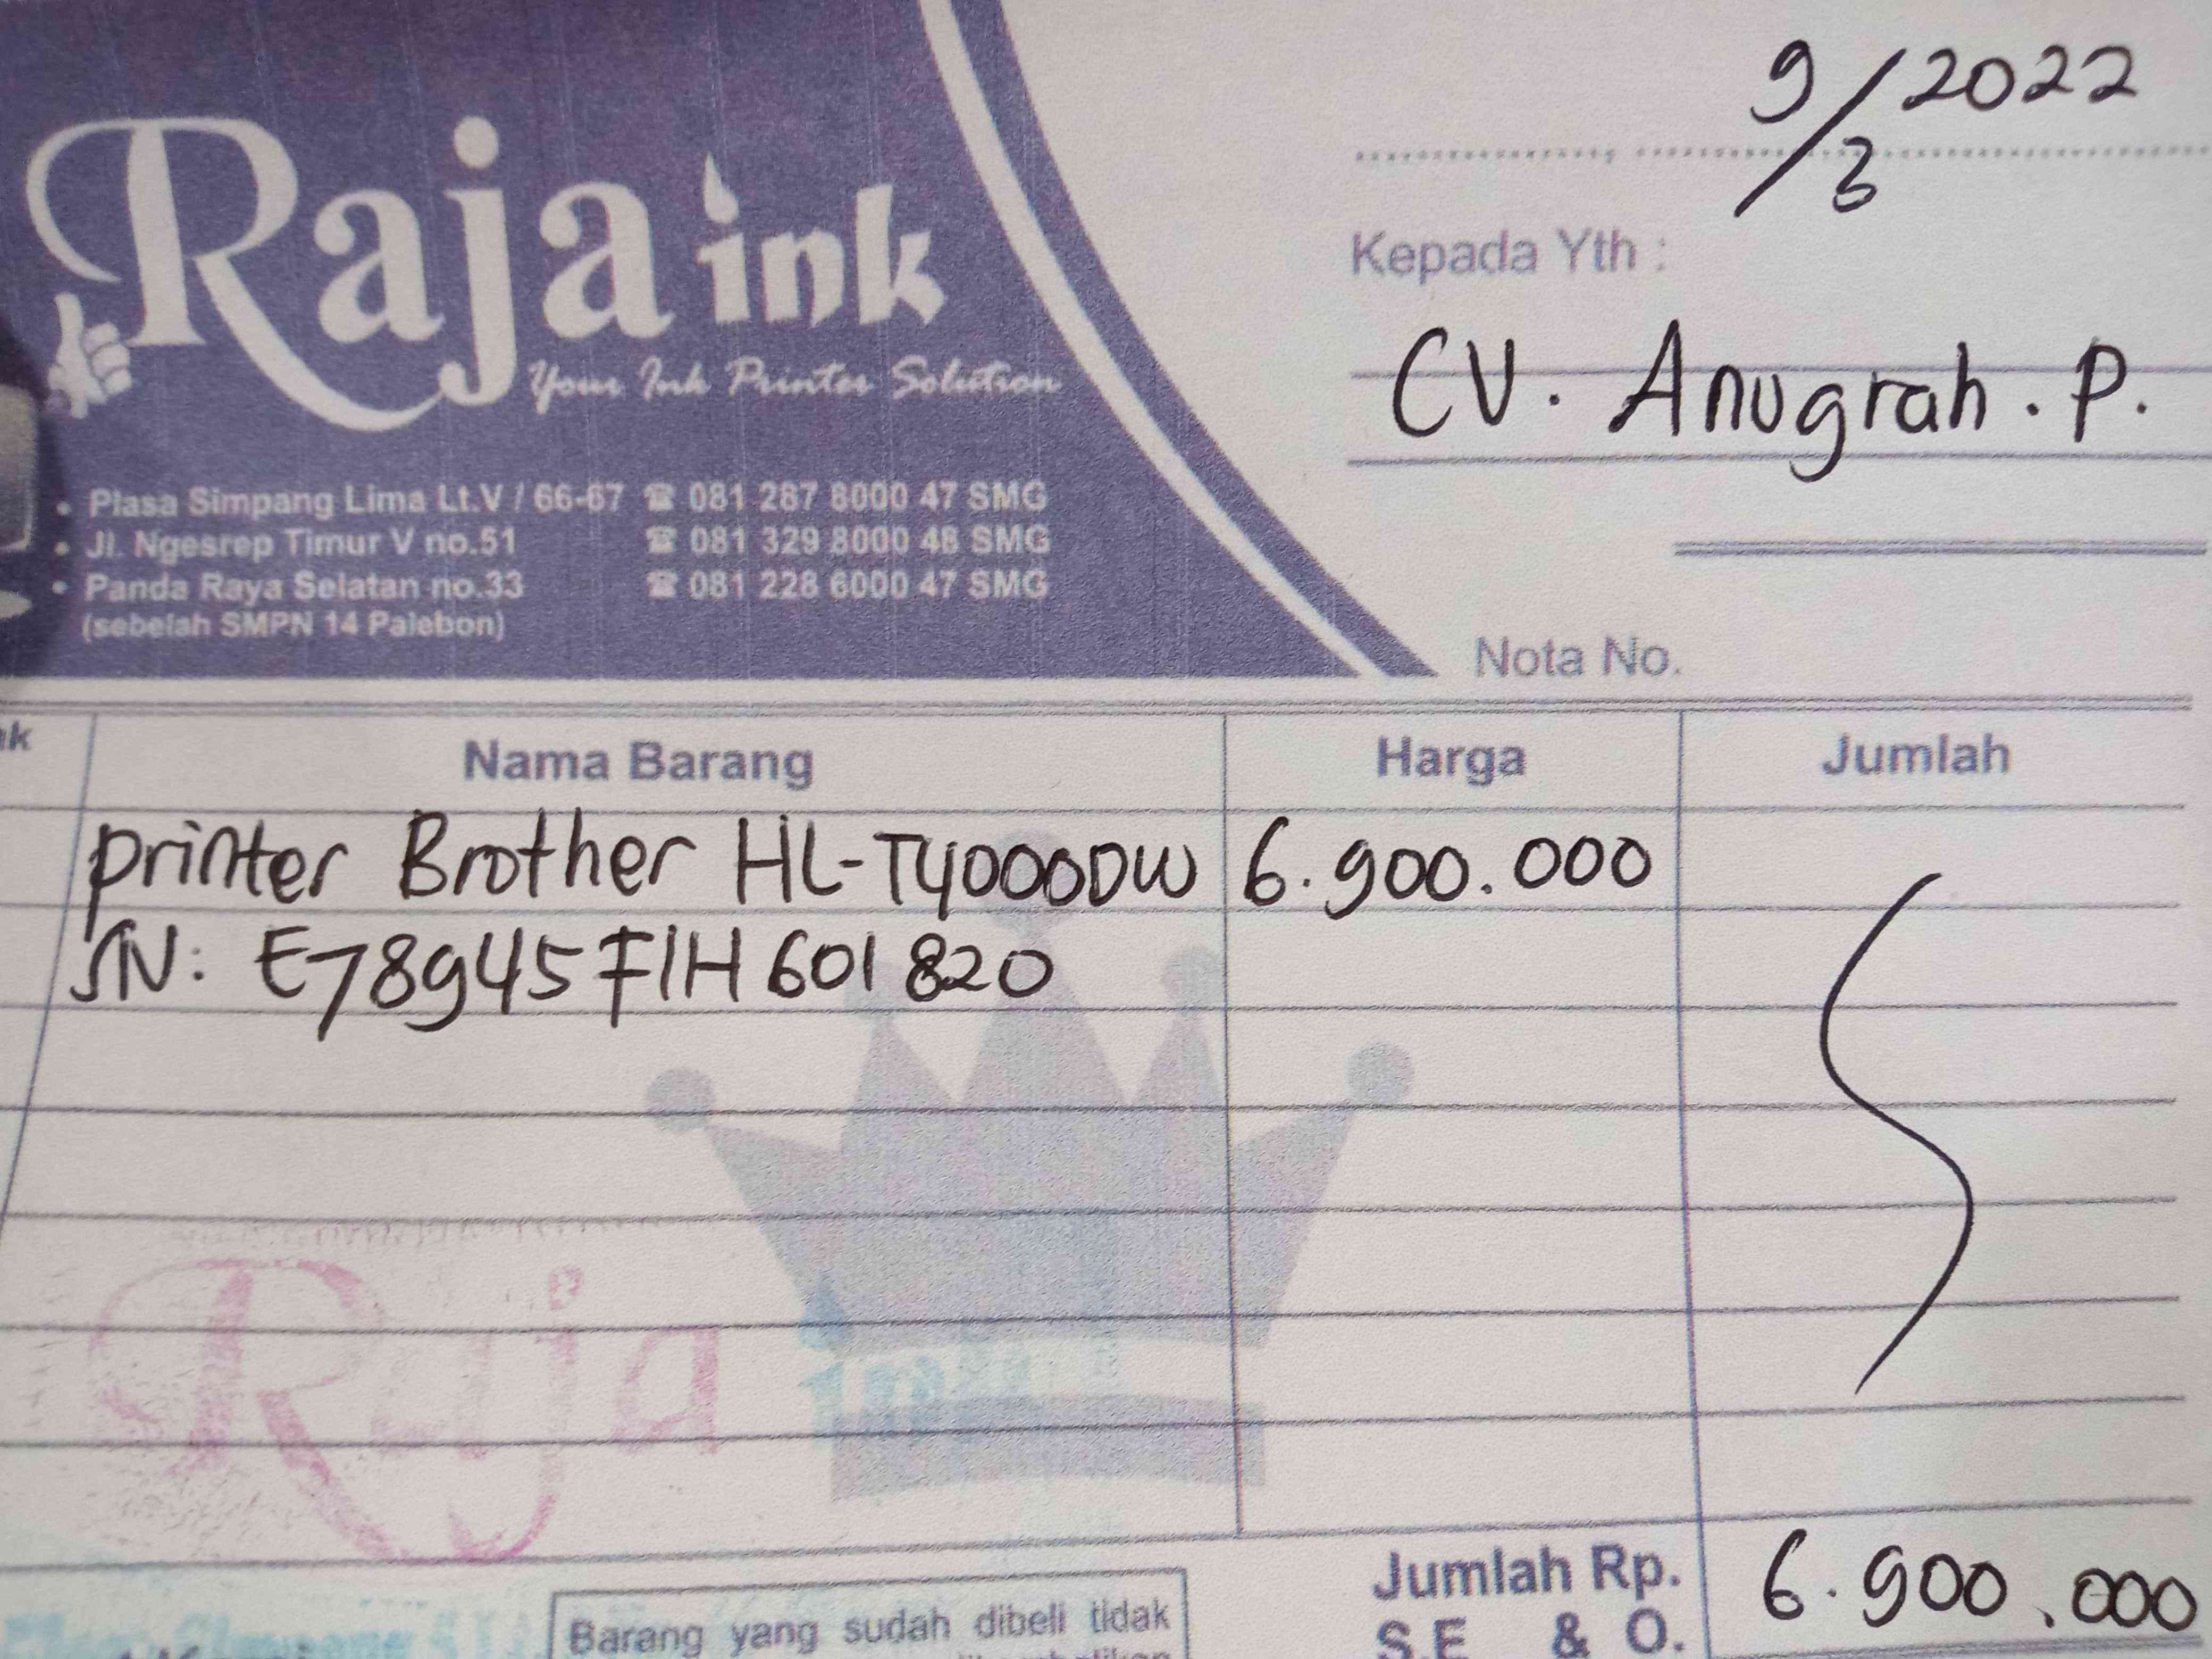 Raja ink
Your Ink Printer Solution
• Plasa Simpang Lima Lt.V / 66-67 ☎ 081 287 8000 47 SMG
• Jl. Ngesrep Timur V no.51 ☎ 081 329 8000 48 SMG
• Panda Raya Selatan no.33 ☎ 081 228 6000 47 SMG
(sebelah SMPN 14 Palebon)
9/3 2022
Kepada Yth :
CV. Anugrah. P.
Nota No.
Nama Barang Harga Jumlah
printer Brother HL-T4000DW 6.900.000
SN: E78945F1H601820
Raja
Jumlah Rp. 6.900.000
S.E & O.
Barang yang sudah dibeli tidak